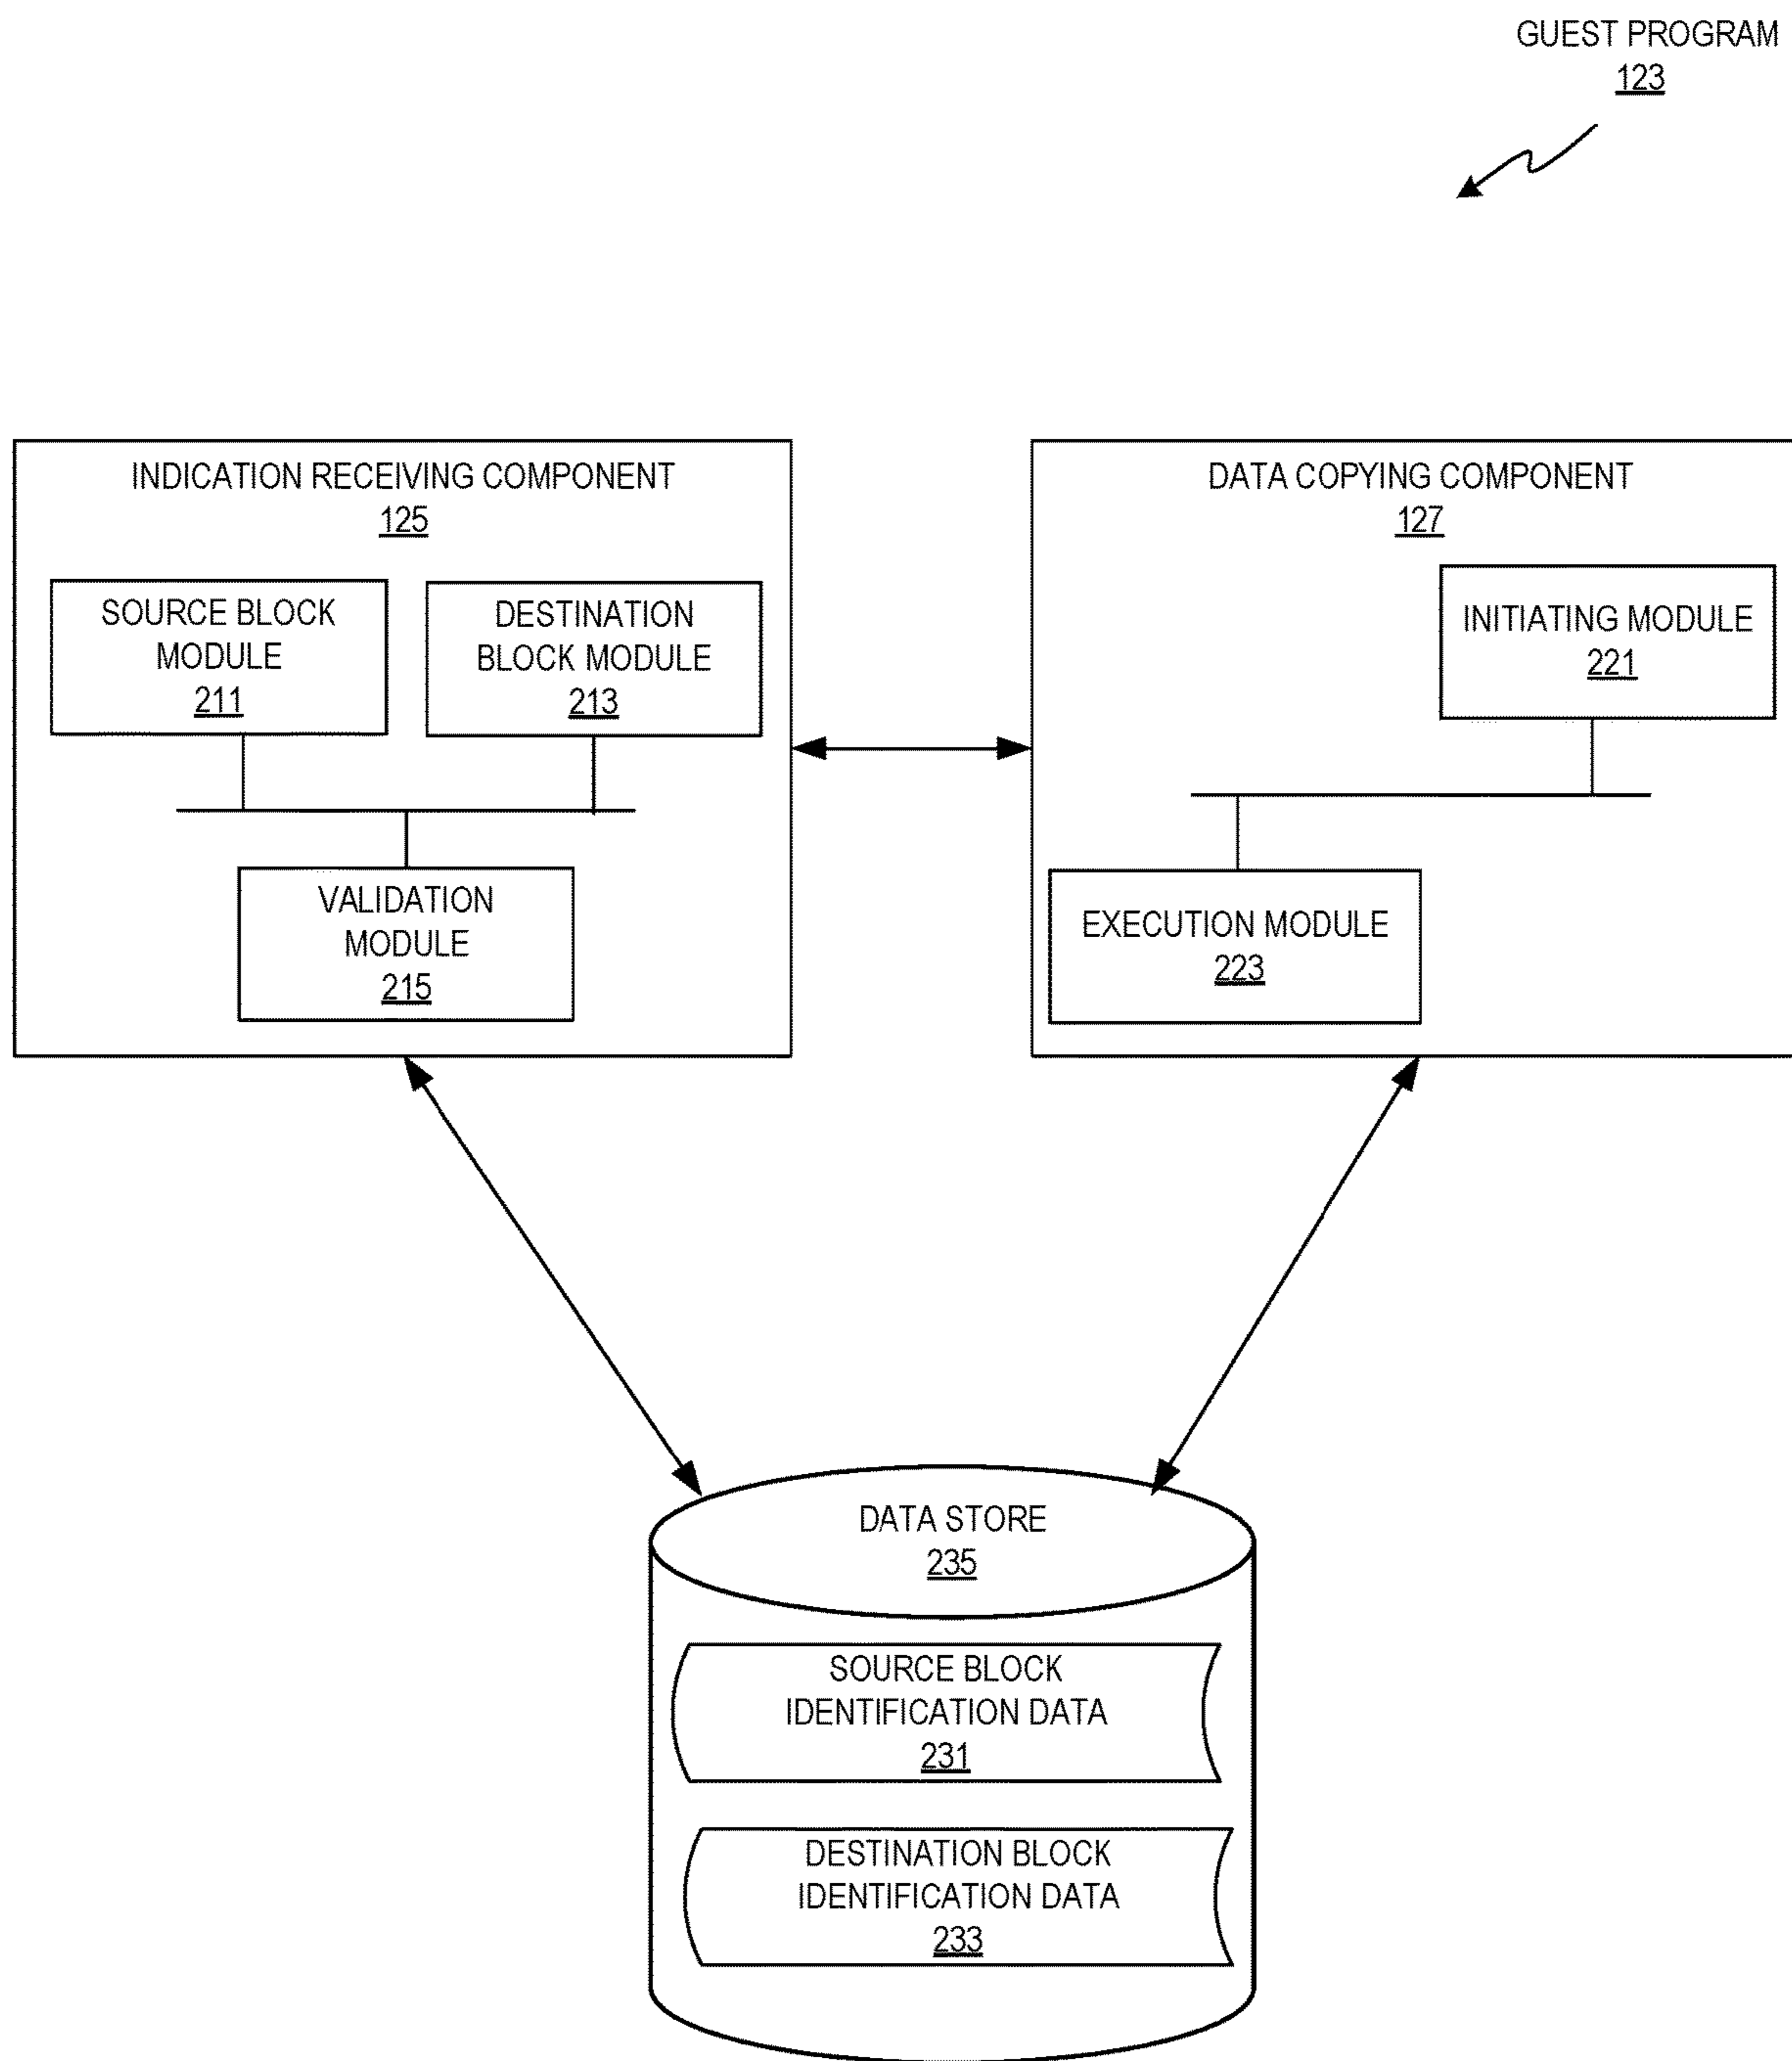 GUEST PROGRAM
123
INDICATION RECEIVING COMPONENT
125
SOURCE BLOCK
MODULE
211
DESTINATION
BLOCK MODULE
213
VALIDATION
MODULE
215
DATA COPYING COMPONENT
127
INITIATING MODULE
221
EXECUTION MODULE
223
DATA STORE
235
SOURCE BLOCK
IDENTIFICATION DATA
231
DESTINATION BLOCK
IDENTIFICATION DATA
233